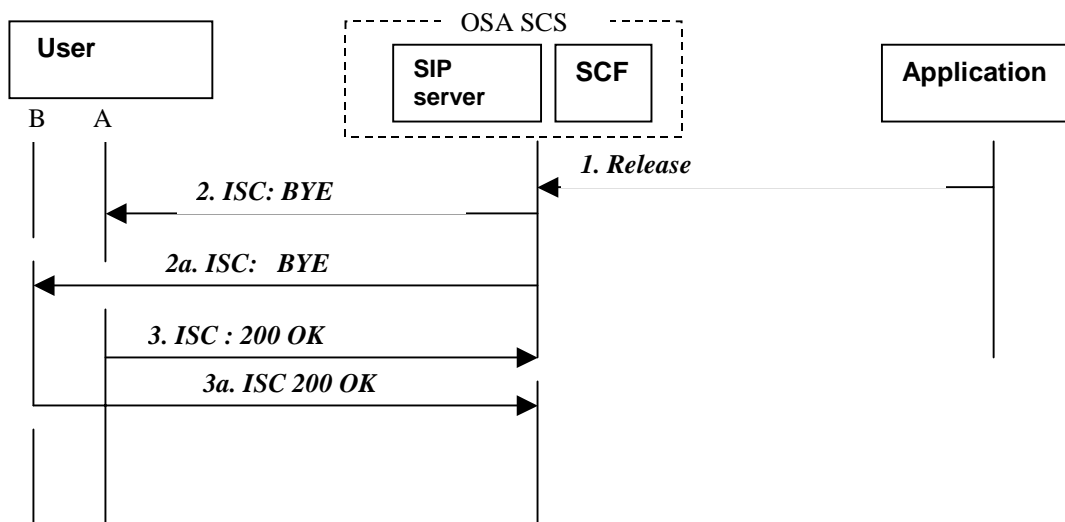 OSA SCS
User
SIP
server
SCF
Application
B A
1. Release
2. ISC: BYE
2a. ISC: BYE
3. ISC : 200 OK
3a. ISC 200 OK